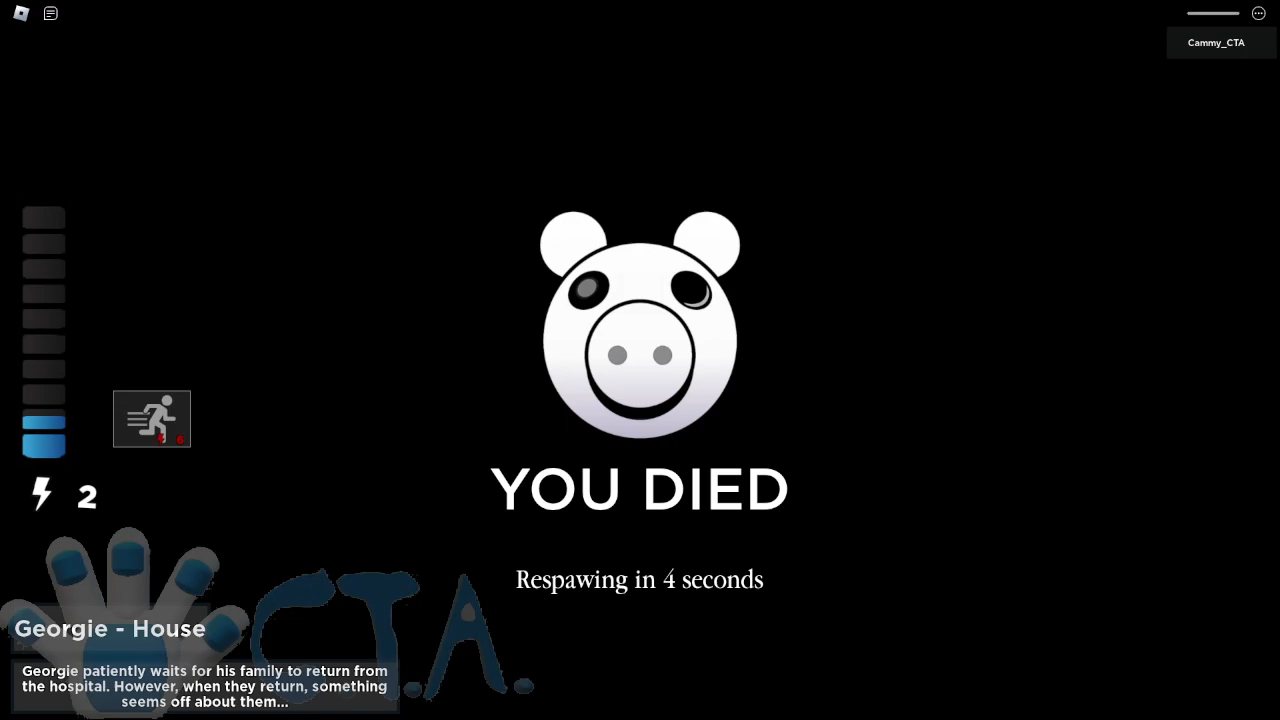 Cammy_CTA
2
YOU DIED
Respawing in 4 seconds
C.T.A.
Georgie - House
Georgie patiently waits for his family to return from
the hospital. However, when they return, something
seems off about them...